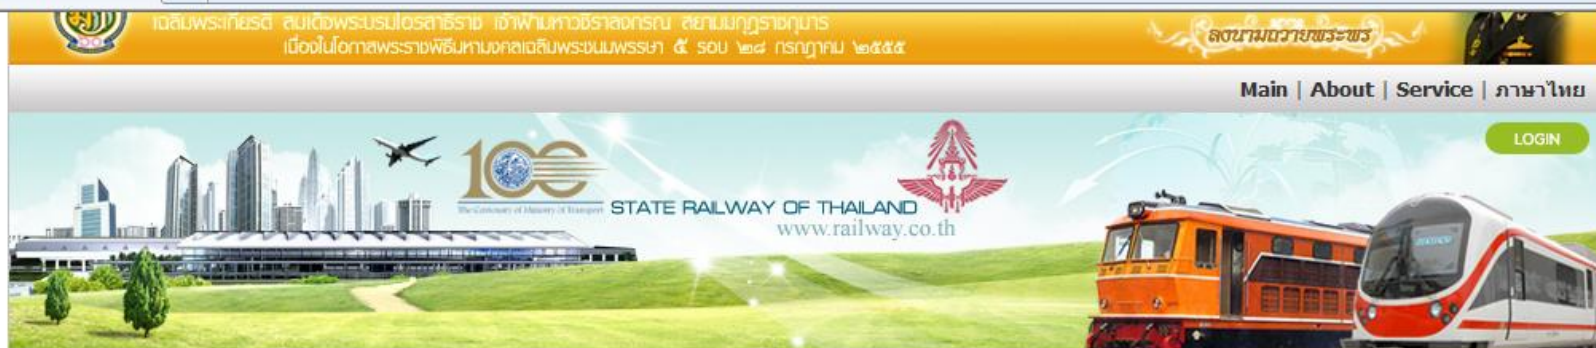 เฉลิมพระเกียรติ สมเด็จพระบรมโอรสาธิราช เจ้าฟ้ามหาวชิราลงกรณ สยามมกุฎราชกุมาร
เนื่องในโอกาสพระราชพิธีมหามงคลเฉลิมพระชนมพรรษา ๕ รอบ ๒๘ กรกฎาคม ๒๕๕๕
ลงนามถวายพระพร
Main | About | Service | ภาษาไทย
LOGIN
100
The Centenary of Ministry of Transport
STATE RAILWAY OF THAILAND
www.railway.co.th